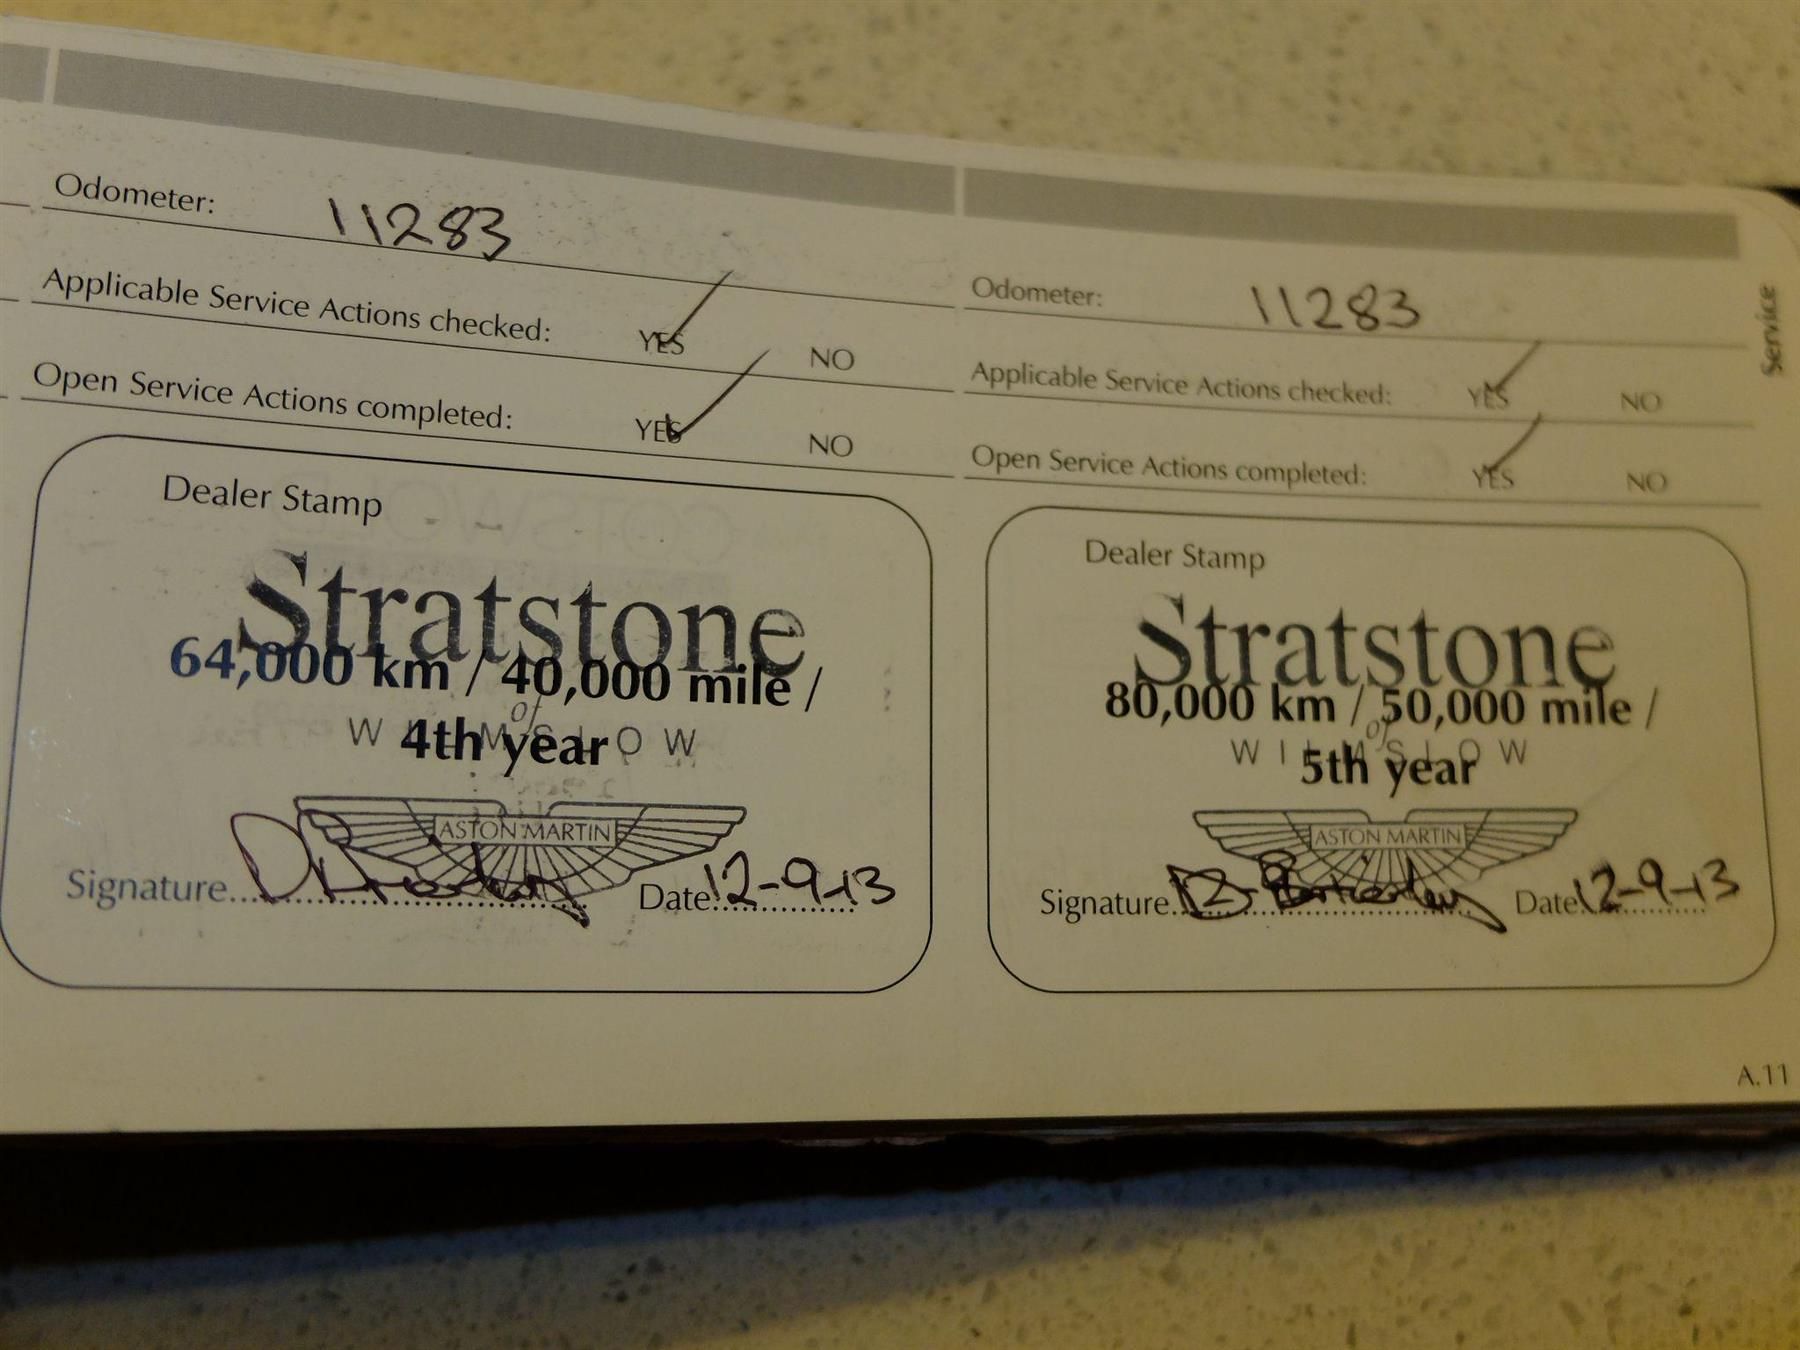 Odometer: 11283
Applicable Service Actions checked: YES NO
Open Service Actions completed: YES NO
Dealer Stamp
Stratstone
64,000 km / 40,000 mile /
of
WILMSLOW
4th year
ASTON MARTIN
Signature Date 12-9-13
Odometer: 11283
Applicable Service Actions checked: YES NO
Open Service Actions completed: YES NO
Dealer Stamp
Stratstone
80,000 km / 50,000 mile /
of
WILMSLOW
5th year
ASTON MARTIN
Signature Date 12-9-13
Service
A.11